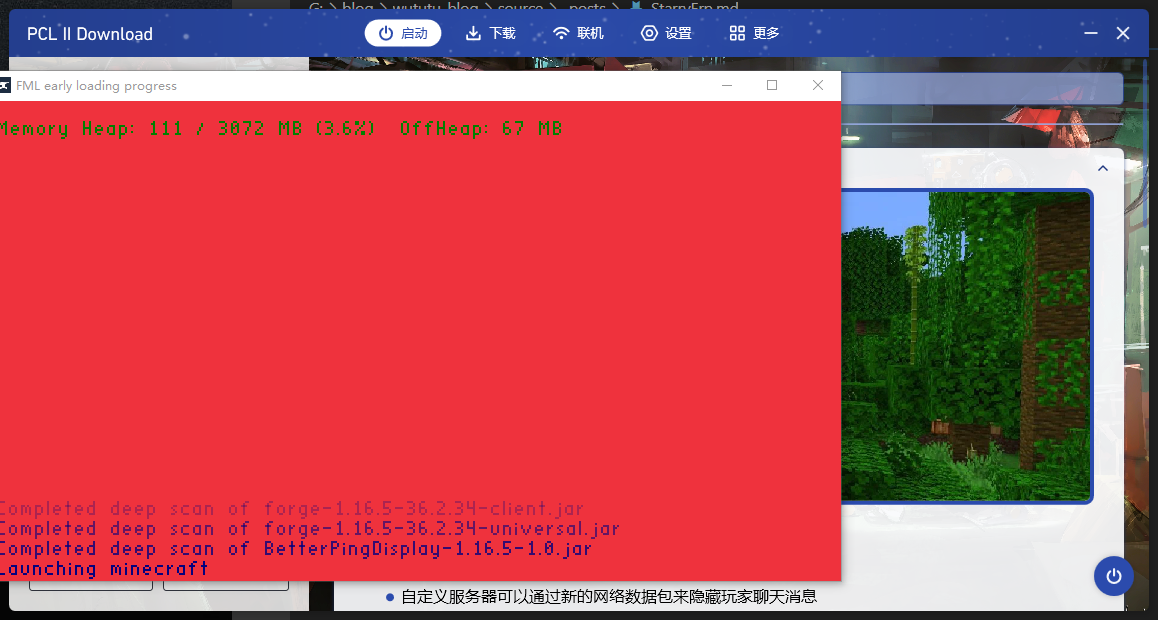 G: > blog > wututu_blog > source > _posts > StarryFrp.md
PCL II Download
启动
下载
联机
设置
更多
FML early loading progress
Memory Heap: 111 / 3072 MB (3.6%)  OffHeap: 67 MB
Completed deep scan of forge-1.16.5-36.2.34-client.jar
Completed deep scan of forge-1.16.5-36.2.34-universal.jar
Completed deep scan of BetterPingDisplay-1.16.5-1.0.jar
Launching minecraft
自定义服务器可以通过新的网络数据包来隐藏玩家聊天消息